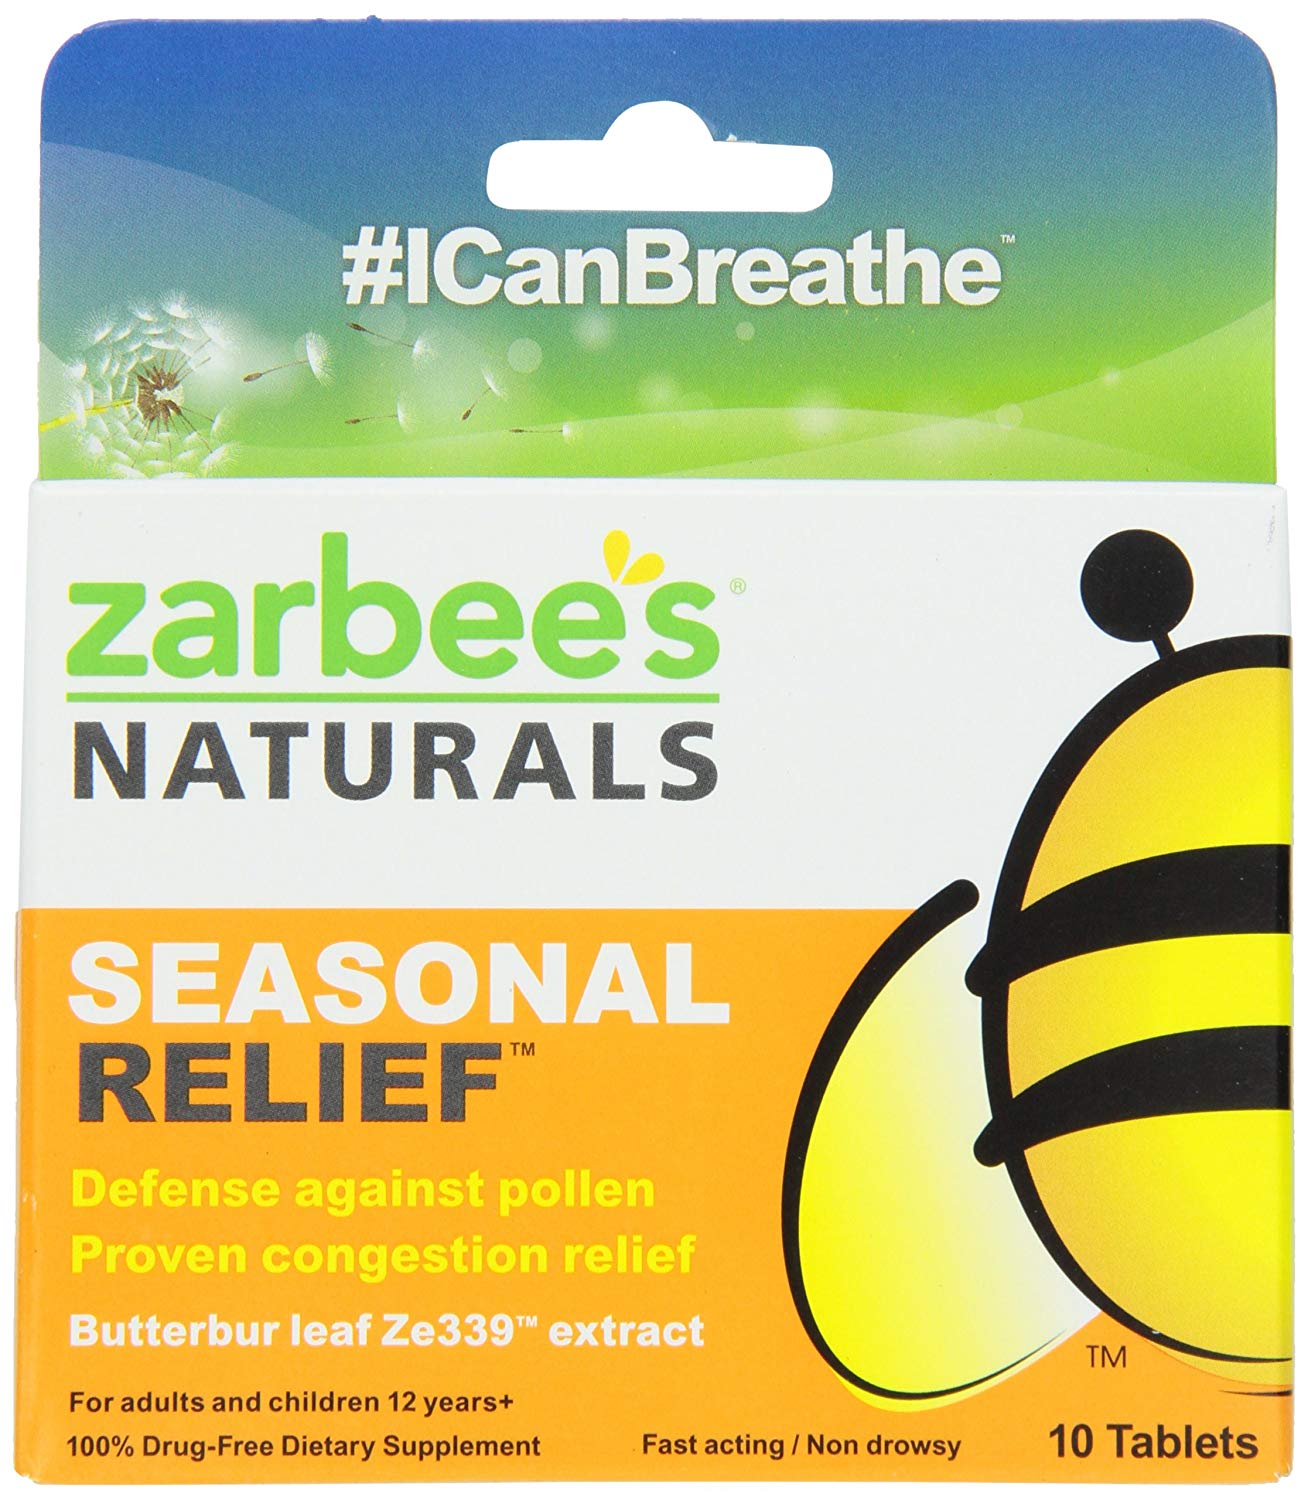 #ICanBreathe™
zarbee's®
NATURALS
SEASONAL
RELIEF™
Defense against pollen
Proven congestion relief
Butterbur leaf Ze339™ extract
TM
For adults and children 12 years+
100% Drug-Free Dietary Supplement
Fast acting / Non drowsy
10 Tablets